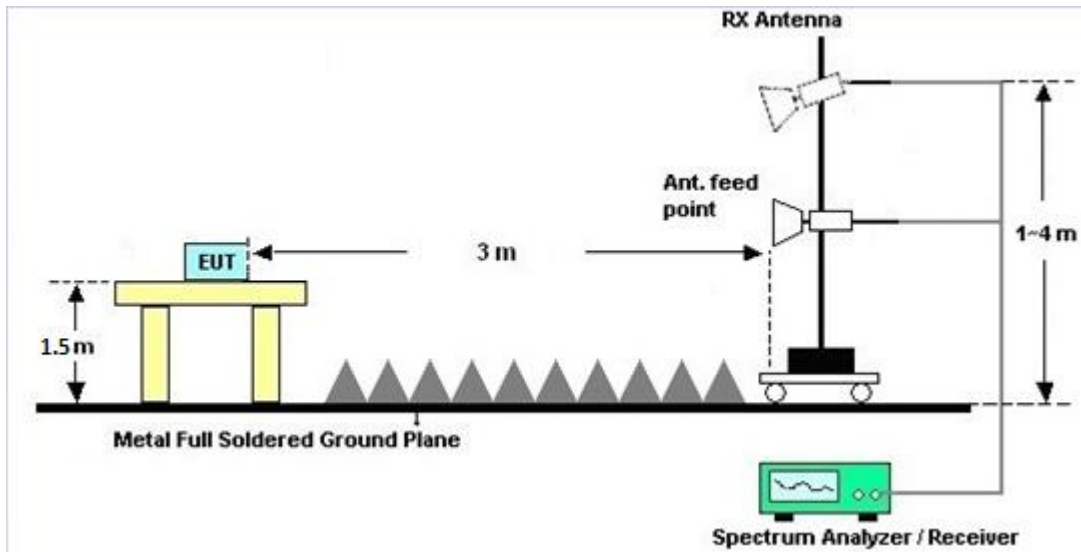 RX Antenna
Ant. feed
point
1~4 m
3 m
EUT
1.5 m
Metal Full Soldered Ground Plane
Spectrum Analyzer / Receiver